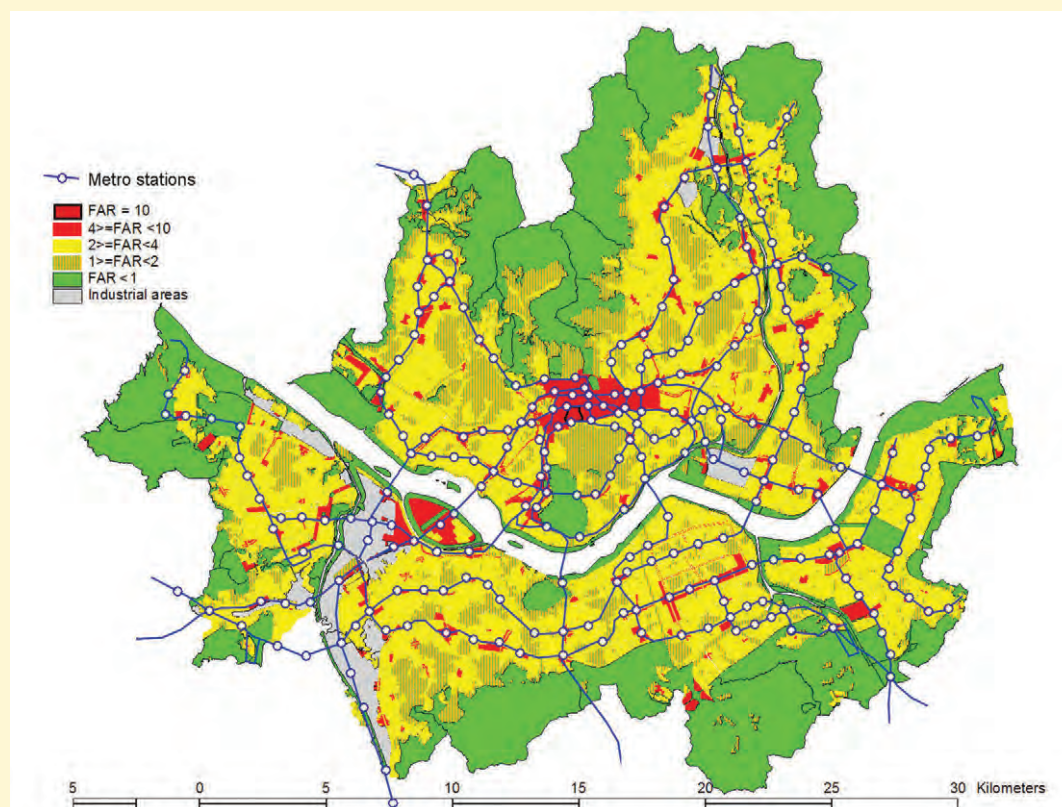 Metro stations
FAR = 10
4>=FAR <10
2>=FAR<4
1>=FAR<2
FAR <1
Industrial areas
5 0 5 10 15 20 25 30 Kilometers